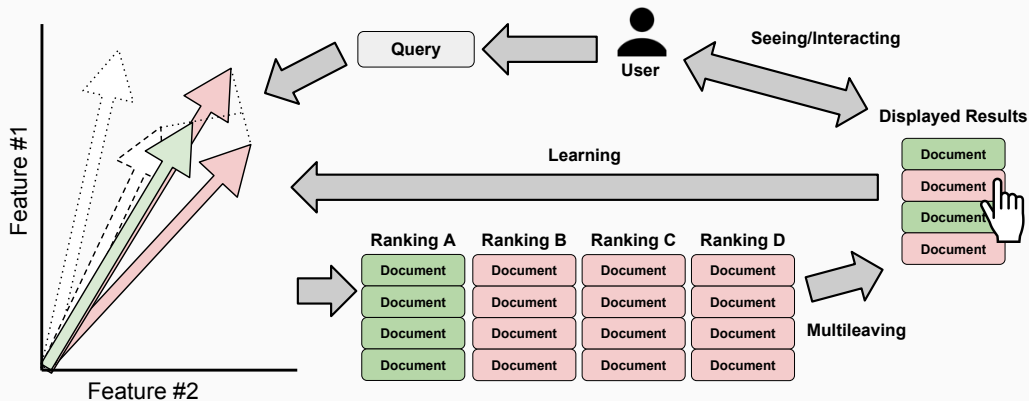 Query
User
Seeing/Interacting
Displayed Results
Document
Document
Document
Document
Learning
Feature #1
Feature #2
Ranking A Ranking B Ranking C Ranking D
Document Document Document Document
Document Document Document Document
Document Document Document Document
Document Document Document Document
Multileaving